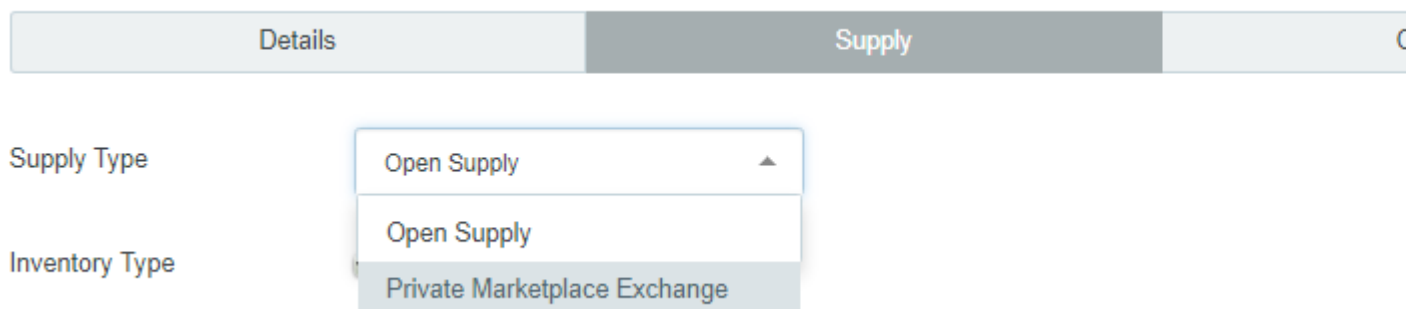 Details
Supply
Supply Type
Open Supply
Open Supply
Inventory Type
Private Marketplace Exchange